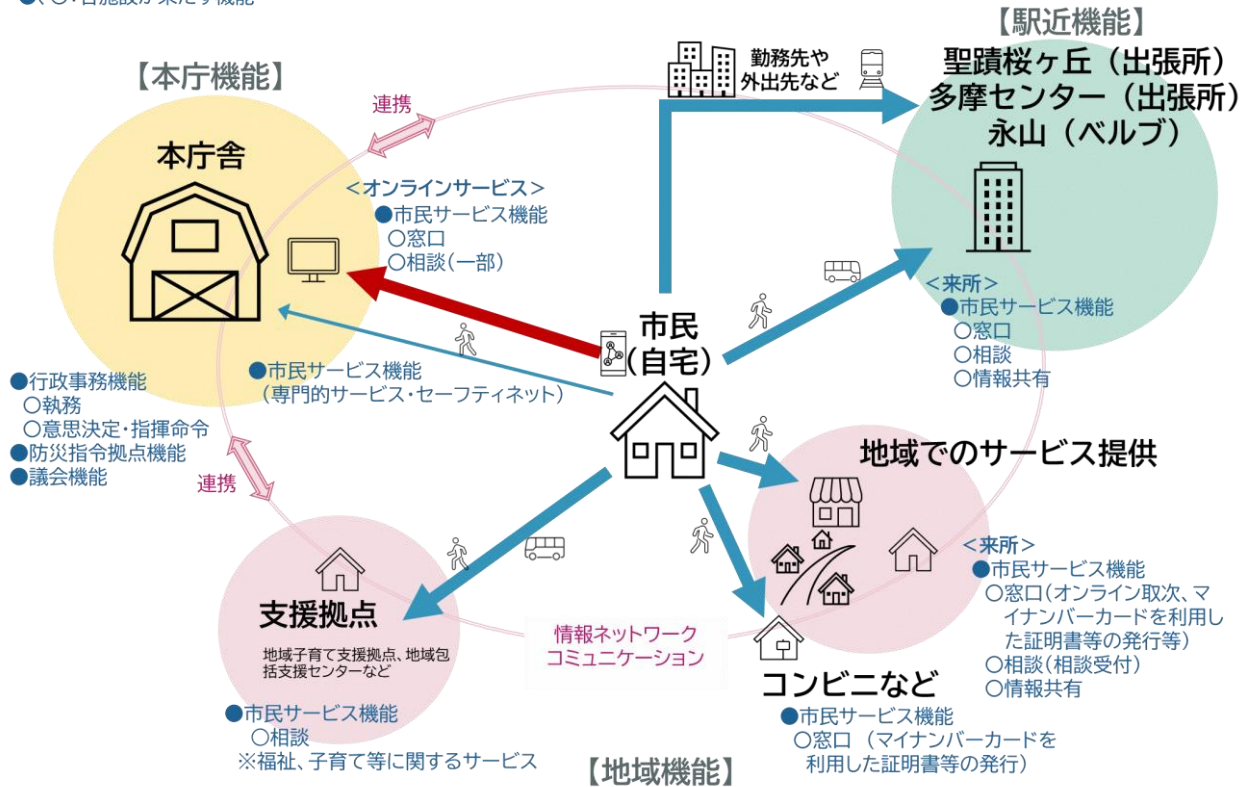 ●(○:各施設が果たす機能
【駅近機能】
聖蹟桜ヶ丘（出張所）
多摩センター（出張所）
永山（ベルブ）
勤務先や
外出先など
【本庁機能】
連携
本庁舎
<オンラインサービス>
●市民サービス機能
○窓口
○相談(一部)
<来所>
●市民サービス機能
○窓口
○相談
○情報共有
市民
(自宅)
●市民サービス機能
(専門的サービス・セーフティネット)
●行政事務機能
○執務
○意思決定・指揮命令
●防災指令拠点機能
●議会機能
連携
地域でのサービス提供
<来所>
●市民サービス機能
○窓口(オンライン取次、マ
イナンバーカードを利用し
た証明書等の発行等)
○相談(相談受付)
○情報共有
支援拠点
地域子育て支援拠点、地域包
括支援センターなど
●市民サービス機能
○相談
※福祉、子育て等に関するサービス
情報ネットワーク
コミュニケーション
コンビニなど
●市民サービス機能
○窓口 (マイナンバーカードを
利用した証明書等の発行)
【地域機能】